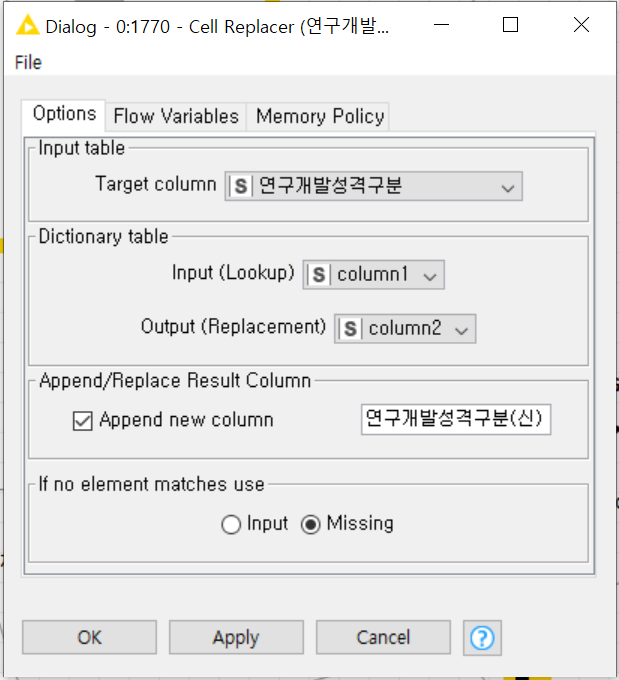 Dialog - 0:1770 - Cell Replacer (연구개발...
File
Options Flow Variables Memory Policy
Input table
Target column S 연구개발성격구분
Dictionary table
Input (Lookup) S column1
Output (Replacement) S column2
Append/Replace Result Column
Append new column 연구개발성격구분(신)
If no element matches use
Input Missing
OK Apply Cancel ?